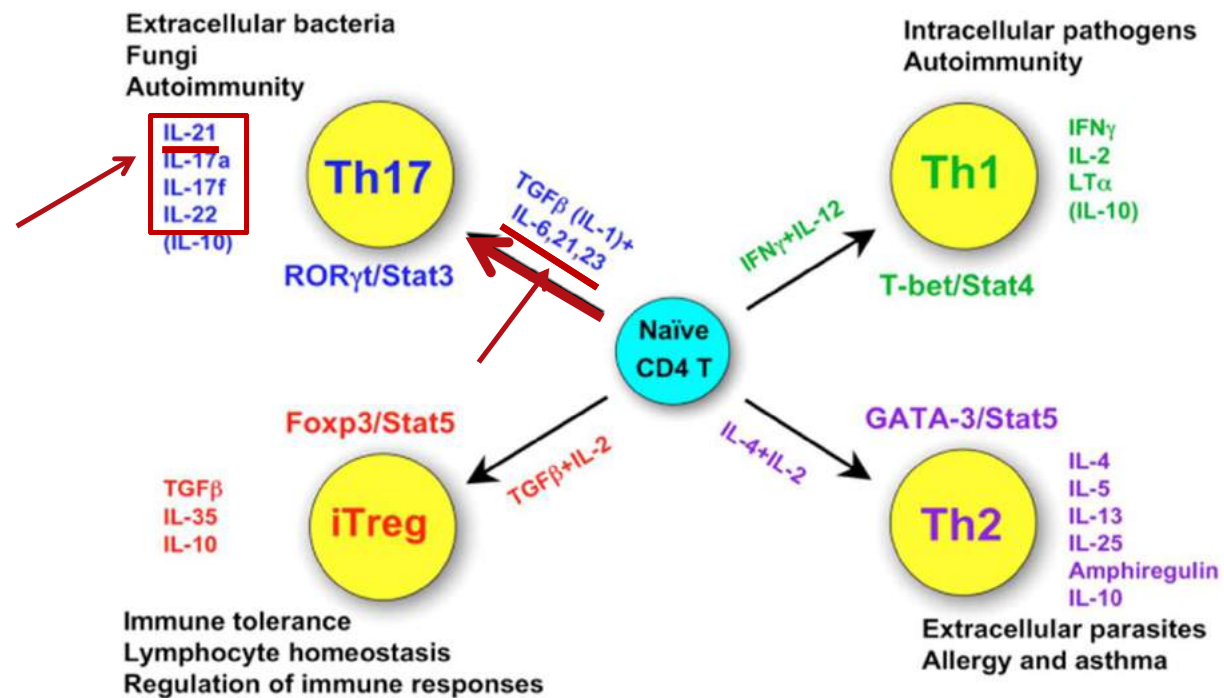 Extracellular bacteria
Fungi
Autoimmunity
IL-21
IL-17a
IL-17f
IL-22
(IL-10)
Th17
RORγt/Stat3
TGFβ (IL-1)+
IL-6,21,23
Intracellular pathogens
Autoimmunity
Th1
IFNγ
IL-2
LTα
(IL-10)
T-bet/Stat4
IFNγ+IL-12
Naïve
CD4 T
Foxp3/Stat5
TGFβ+IL-2
TGFβ
IL-35
IL-10
iTreg
Immune tolerance
Lymphocyte homeostasis
Regulation of immune responses
GATA-3/Stat5
IL-4+IL-2
Th2
IL-4
IL-5
IL-13
IL-25
Amphiregulin
IL-10
Extracellular parasites
Allergy and asthma